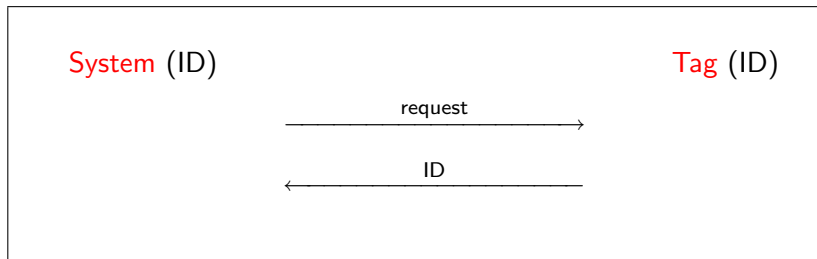 System (ID) Tag (ID)
request
ID